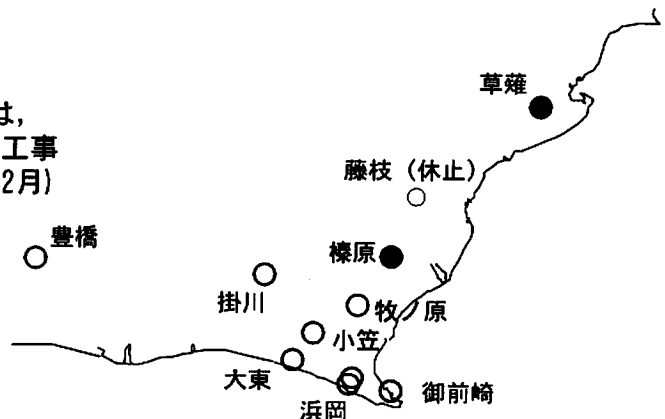 草薙
は,
工事
2月)
藤枝（休止）
豊橋
榛原
掛川
牧ノ原
小笠
大東
御前崎
浜岡